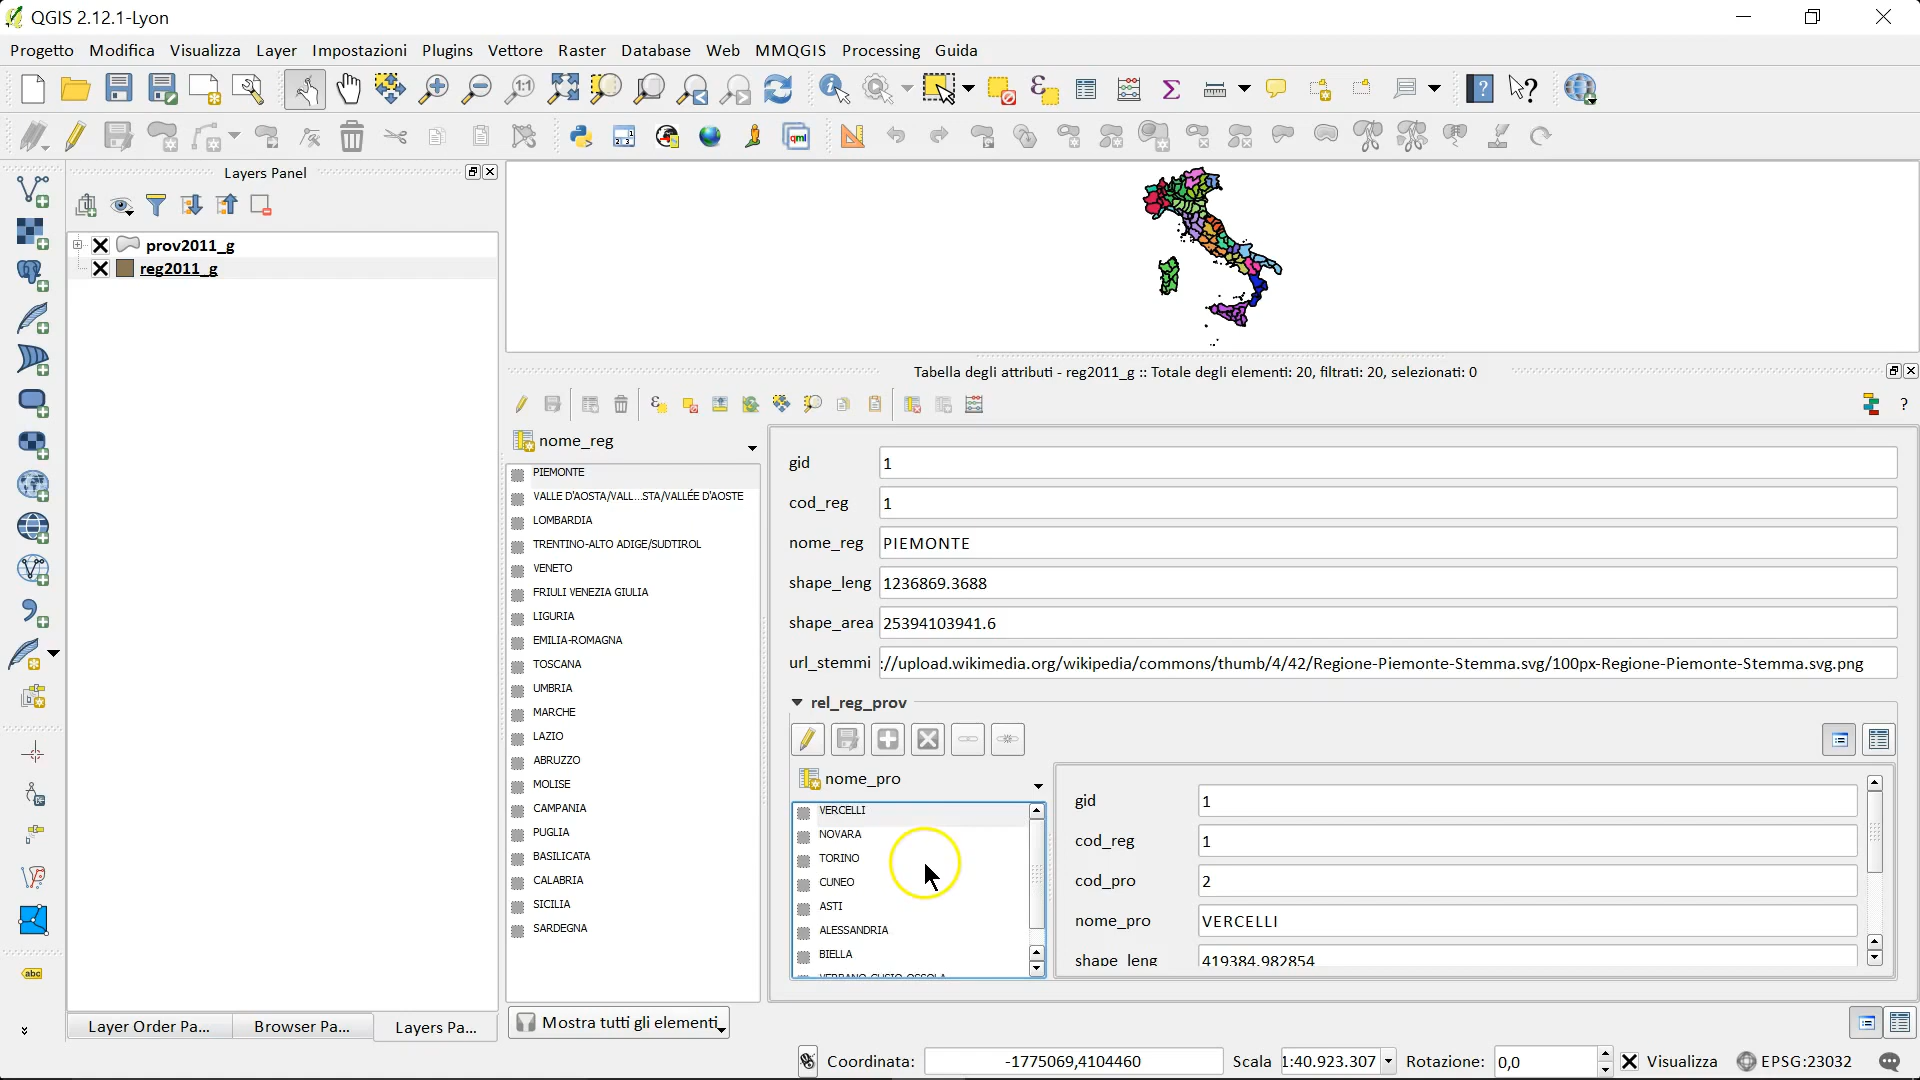 QGIS 2.12.1-Lyon
Progetto Modifica Visualizza Layer Impostazioni Plugins Vettore Raster Database Web MMQGIS Processing Guida
Layers Panel
prov2011_g
reg2011_g
Tabella degli attributi - reg2011_g :: Totale degli elementi: 20, filtrati: 20, selezionati: 0
nome_reg
PIEMONTE
VALLE D'AOSTA/VALL...STA/VALLÉE D'AOSTE
LOMBARDIA
TRENTINO-ALTO ADIGE/SUDTIROL
VENETO
FRIULI VENEZIA GIULIA
LIGURIA
EMILIA-ROMAGNA
TOSCANA
UMBRIA
MARCHE
LAZIO
ABRUZZO
MOLISE
CAMPANIA
PUGLIA
BASILICATA
CALABRIA
SICILIA
SARDEGNA
gid 1
cod_reg 1
nome_reg PIEMONTE
shape_leng 1236869.3688
shape_area 25394103941.6
url_stemmi ://upload.wikimedia.org/wikipedia/commons/thumb/4/42/Regione-Piemonte-Stemma.svg/100px-Regione-Piemonte-Stemma.svg.png
rel_reg_prov
nome_pro
VERCELLI
NOVARA
TORINO
CUNEO
ASTI
ALESSANDRIA
BIELLA
VERBANO-CUSIO-OSSOLA
gid 1
cod_reg 1
cod_pro 2
nome_pro VERCELLI
shape_leng 419384.982854
Layer Order Pa... Browser Pa... Layers Pa...
Mostra tutti gli elementi
Coordinata: -1775069,4104460 Scala 1:40.923.307 Rotazione: 0,0 Visualizza EPSG:23032
abc